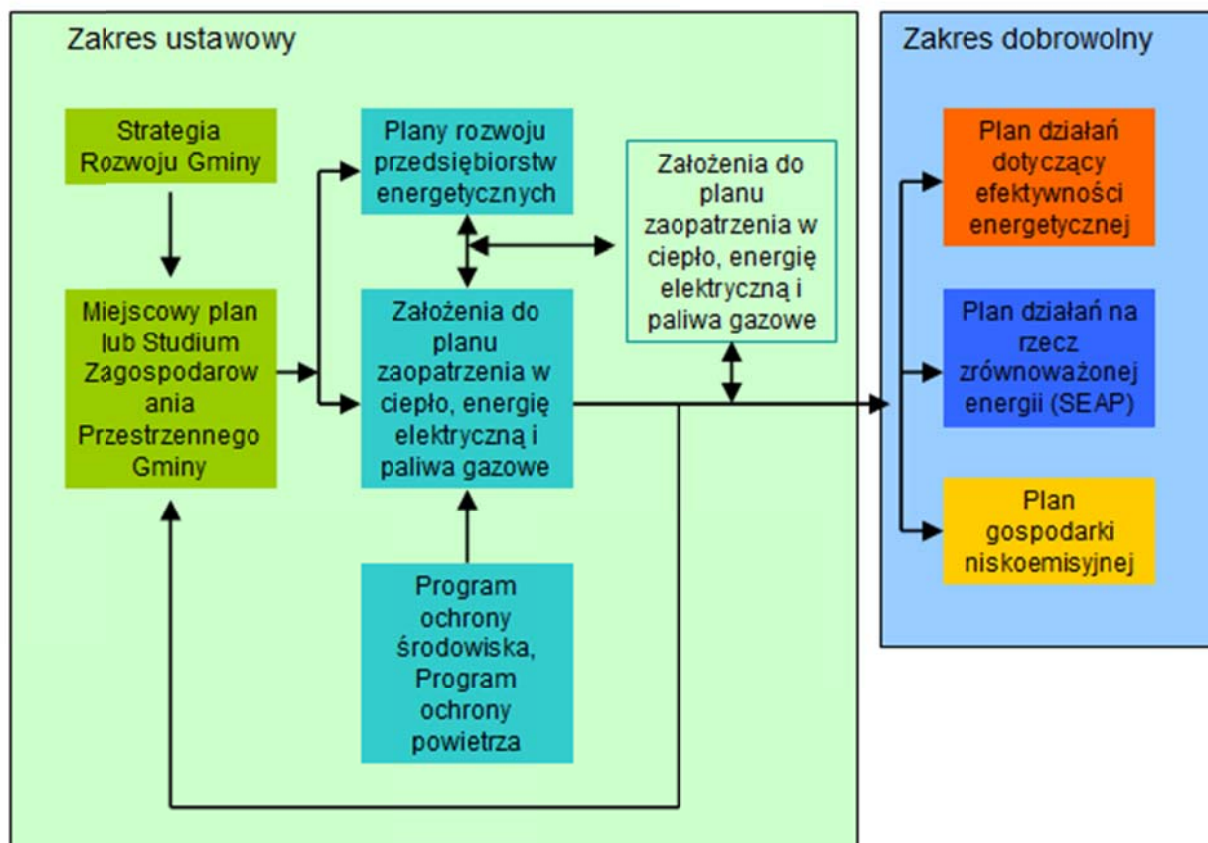 Zakres ustawowy
Strategia
Rozwoju Gminy
Miejscowy plan
lub Studium
Zagospodarow
ania
Przestrzennego
Gminy
Plany rozwoju
przedsiębiorstw
energetycznych
Założenia do
planu
zaopatrzenia w
ciepło, energię
elektryczną i
paliwa gazowe
Program
ochrony
środowiska,
Program
ochrony
powietrza
Założenia do
planu
zaopatrzenia w
ciepło, energię
elektryczną i
paliwa gazowe
Zakres dobrowolny
Plan działań
dotyczący
efektywności
energetycznej
Plan działań na
rzecz
zrównoważonej
energii (SEAP)
Plan
gospodarki
niskoemisyjnej